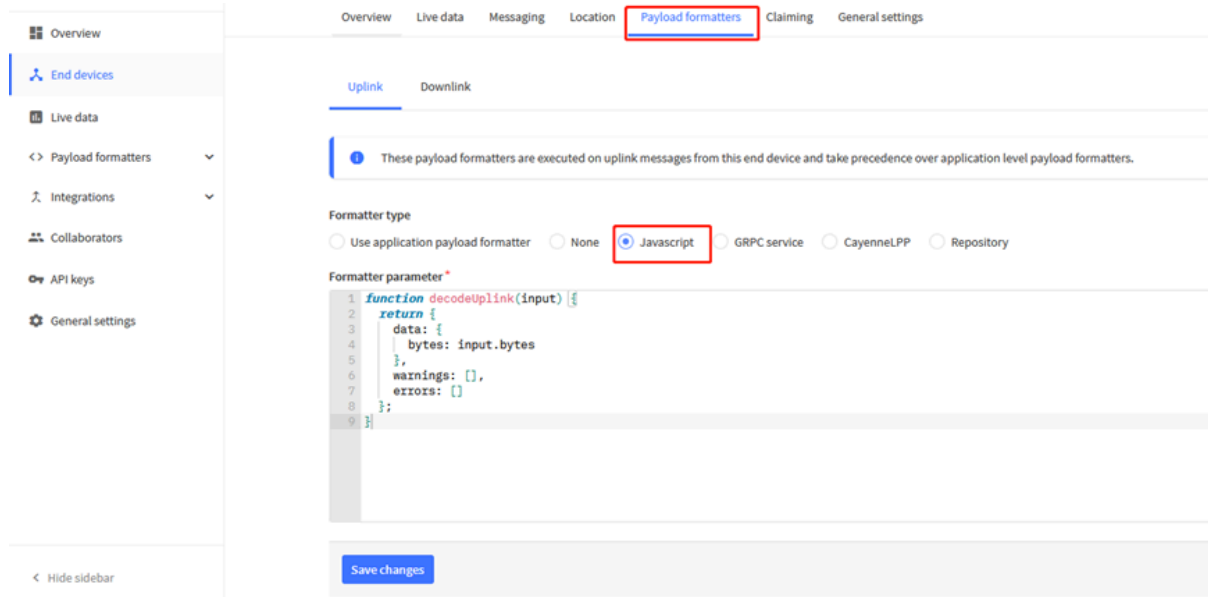 Overview Live data Messaging Location Payload formatters Claiming General settings
Overview
End devices
Live data
Payload formatters
Integrations
Collaborators
API keys
General settings
Hide sidebar
Uplink Downlink
These payload formatters are executed on uplink messages from this end device and take precedence over application level payload formatters.
Formatter type
Use application payload formatter None Javascript GRPC service CayenneLPP Repository
Formatter parameter *
1 function decodeUplink(input) {
2 return {
3 data: {
4 bytes: input.bytes
5 },
6 warnings: [],
7 errors: []
8 };
9 }
Save changes